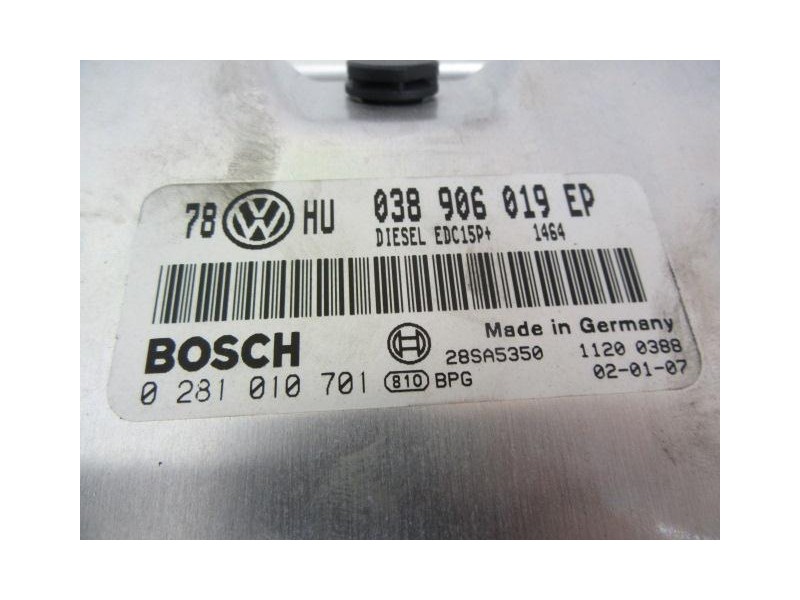 78 VW HU 038 906 019 EP
DIESEL EDC15P+ 1464
BOSCH
Made in Germany
28SA5350 1120 0388
0 281 010 701 810 BPG 02-01-07